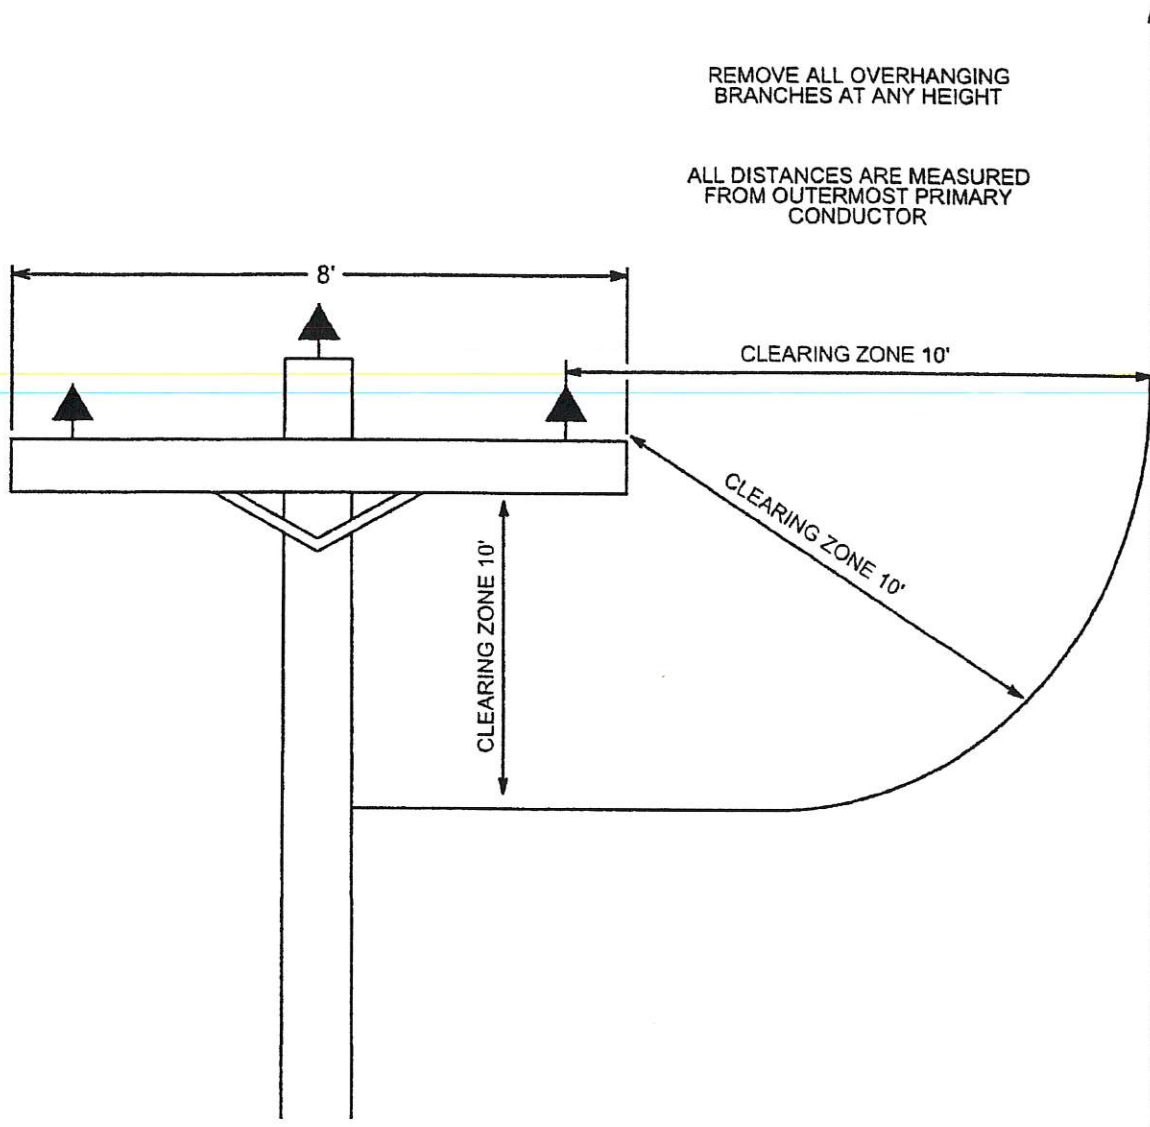 REMOVE ALL OVERHANGING
BRANCHES AT ANY HEIGHT
ALL DISTANCES ARE MEASURED
FROM OUTERMOST PRIMARY
CONDUCTOR
8'
CLEARING ZONE 10'
CLEARING ZONE 10'
CLEARING ZONE 10'